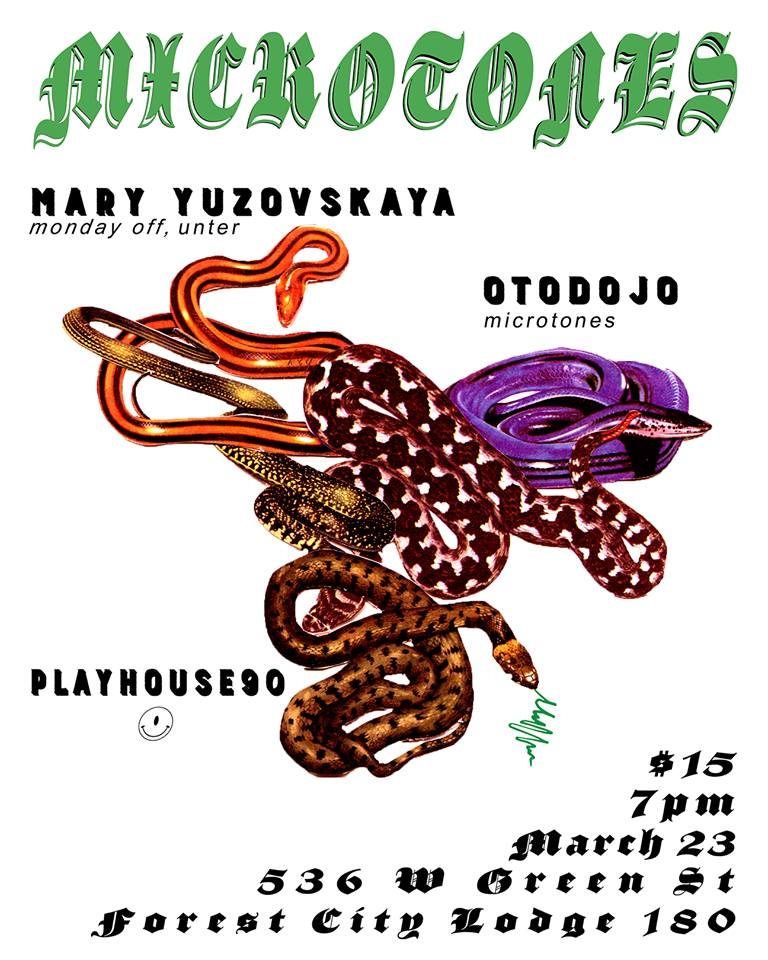 MICROTONES
MARY YUZOVSKAYA
monday off, unter
OTODOJO
microtones
PLAYHOUSE90
$15
7pm
March 23
536 W Green St
Forest City Lodge 180